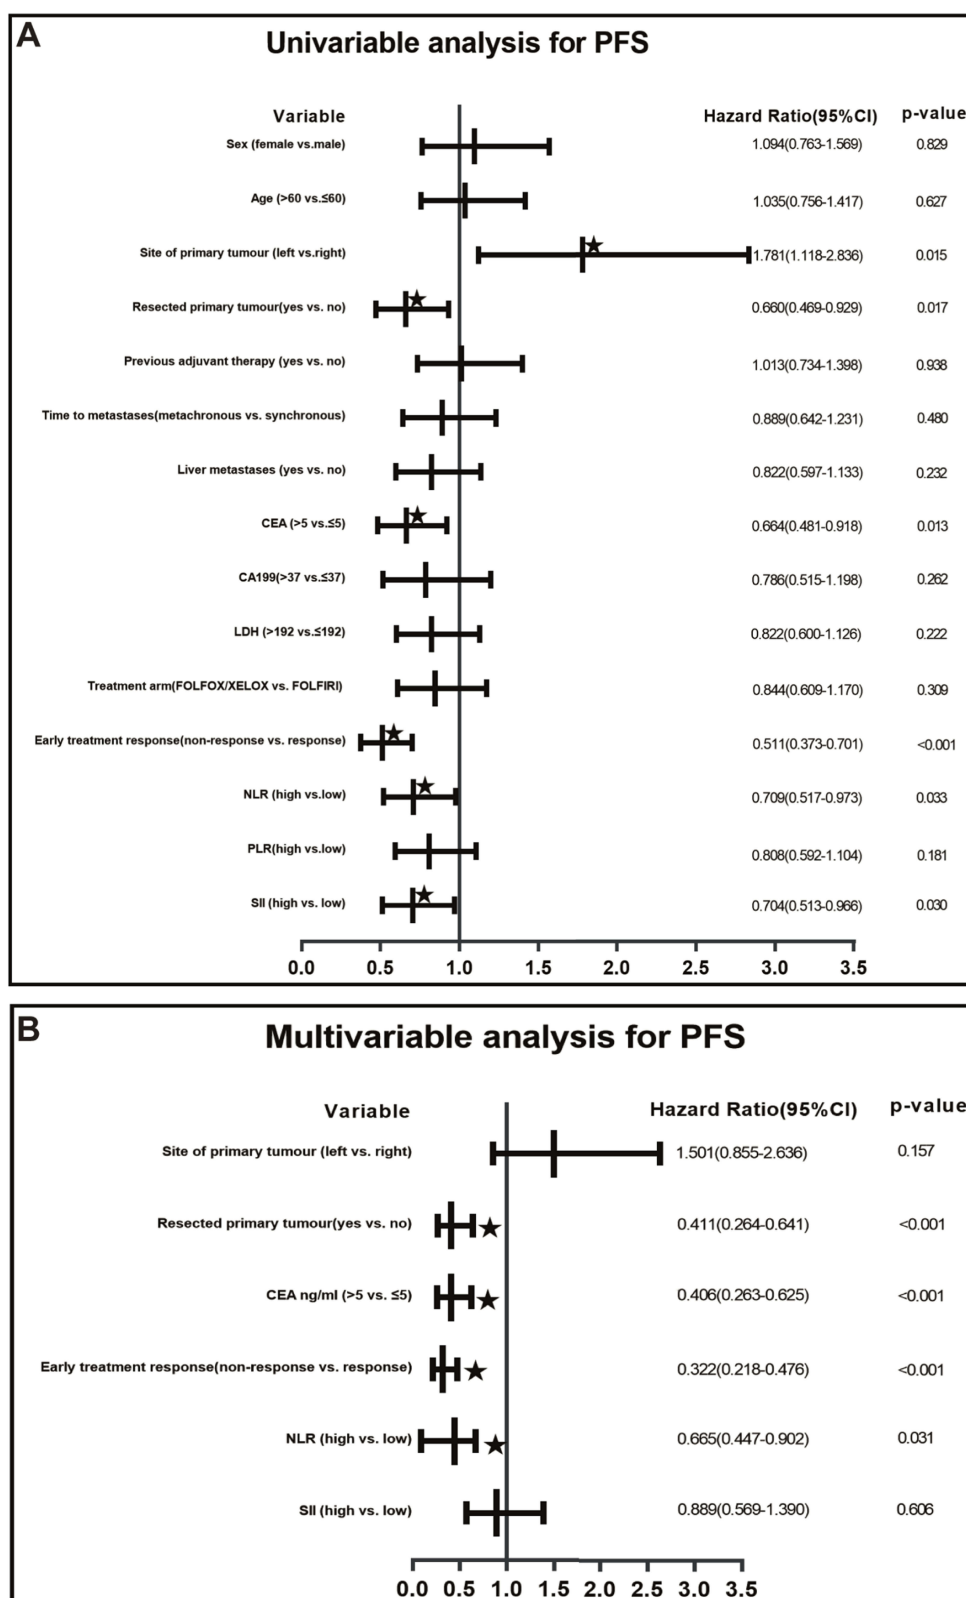 A
Univariable analysis for PFS
Variable Hazard Ratio(95%CI) p-value
Sex (female vs.male) 1.094(0.763-1.569) 0.829
Age (>60 vs.≤60) 1.035(0.756-1.417) 0.627
Site of primary tumour (left vs.right) 1.781(1.118-2.836) 0.015
Resected primary tumour(yes vs. no) 0.660(0.469-0.929) 0.017
Previous adjuvant therapy (yes vs. no) 1.013(0.734-1.398) 0.938
Time to metastases(metachronous vs. synchronous) 0.889(0.642-1.231) 0.480
Liver metastases (yes vs. no) 0.822(0.597-1.133) 0.232
CEA (>5 vs.≤5) 0.664(0.481-0.918) 0.013
CA199(>37 vs.≤37) 0.786(0.515-1.198) 0.262
LDH (>192 vs.≤192) 0.822(0.600-1.126) 0.222
Treatment arm(FOLFOX/XELOX vs. FOLFIRI) 0.844(0.609-1.170) 0.309
Early treatment response(non-response vs. response) 0.511(0.373-0.701) <0.001
NLR (high vs.low) 0.709(0.517-0.973) 0.033
PLR(high vs.low) 0.808(0.592-1.104) 0.181
SII (high vs. low) 0.704(0.513-0.966) 0.030
0.0 0.5 1.0 1.5 2.0 2.5 3.0 3.5
B
Multivariable analysis for PFS
Variable Hazard Ratio(95%CI) p-value
Site of primary tumour (left vs. right) 1.501(0.855-2.636) 0.157
Resected primary tumour(yes vs. no) 0.411(0.264-0.641) <0.001
CEA ng/ml (>5 vs. ≤5) 0.406(0.263-0.625) <0.001
Early treatment response(non-response vs. response) 0.322(0.218-0.476) <0.001
NLR (high vs. low) 0.665(0.447-0.902) 0.031
SII (high vs. low) 0.889(0.569-1.390) 0.606
0.0 0.5 1.0 1.5 2.0 2.5 3.0 3.5